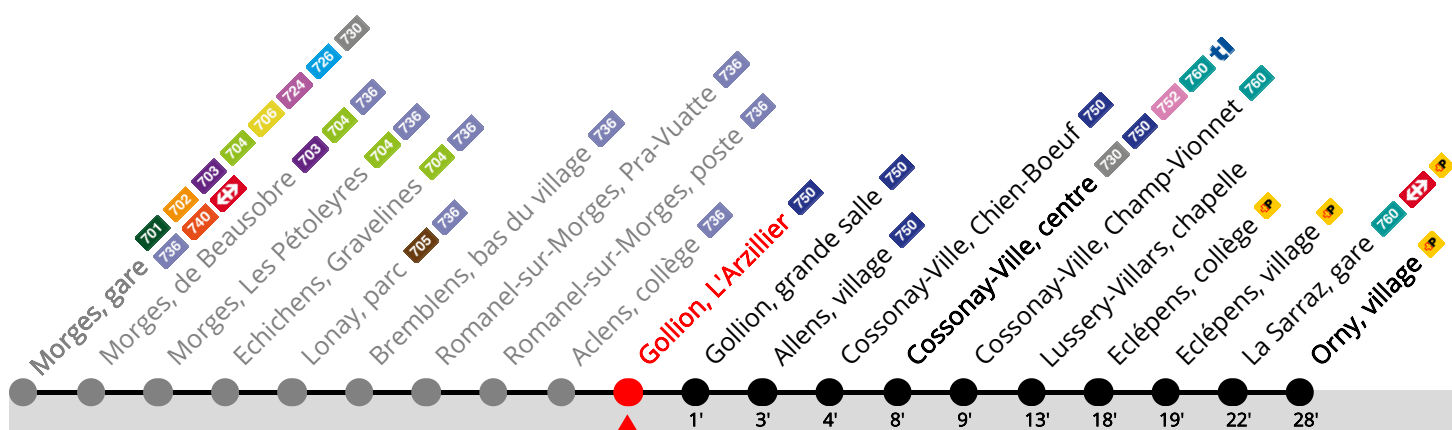 Morges, gare 701 702 703 704 706 724 726 730
736 740
Morges, de Beausobre 703 704 736
Morges, Les Pétoleyres 704 736
Echichens, Gravelines 704 736
Lonay, parc 705 736
Bremblens, bas du village 736
Romanel-sur-Morges, Pra-Vuatte 736
Romanel-sur-Morges, poste 736
Aclens, collège 736
Gollion, L'Arzillier 750
Gollion, grande salle 750
Allens, village 750
Cossonay-Ville, Chien-Boeuf 750
Cossonay-Ville, centre 730 750 752 760 tl
Cossonay-Ville, Champ-Vionnet 760
Lussery-Villars, chapelle
Eclépens, collège P
Eclépens, village P
La Sarraz, gare 760 P
Orny, village P
1' 3' 4' 8' 9' 13' 18' 19' 22' 28'